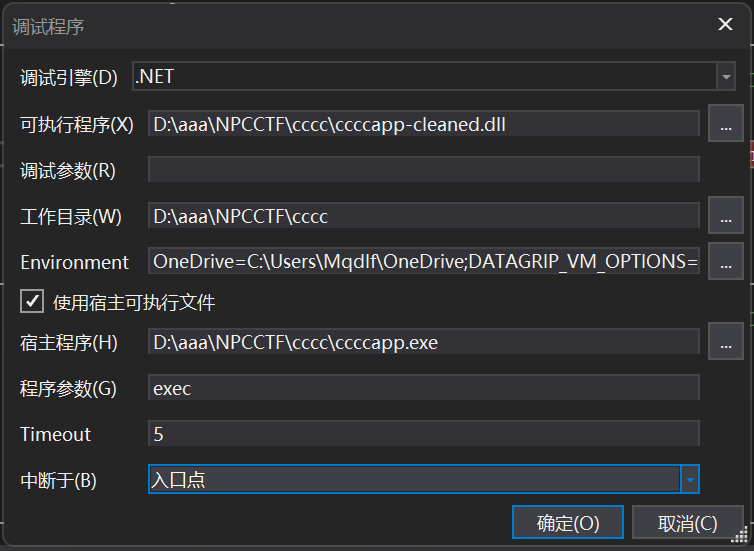 调试程序
调试引擎(D) .NET
可执行程序(X) D:\aaa\NPCCTF\cccc\ccccapp-cleaned.dll ...
调试参数(R)
工作目录(W) D:\aaa\NPCCTF\cccc ...
Environment OneDrive=C:\Users\Mqdlf\OneDrive;DATAGRIP_VM_OPTIONS= ...
使用宿主可执行文件
宿主程序(H) D:\aaa\NPCCTF\cccc\ccccapp.exe ...
程序参数(G) exec
Timeout 5
中断于(B) 入口点
确定(O) 取消(C)